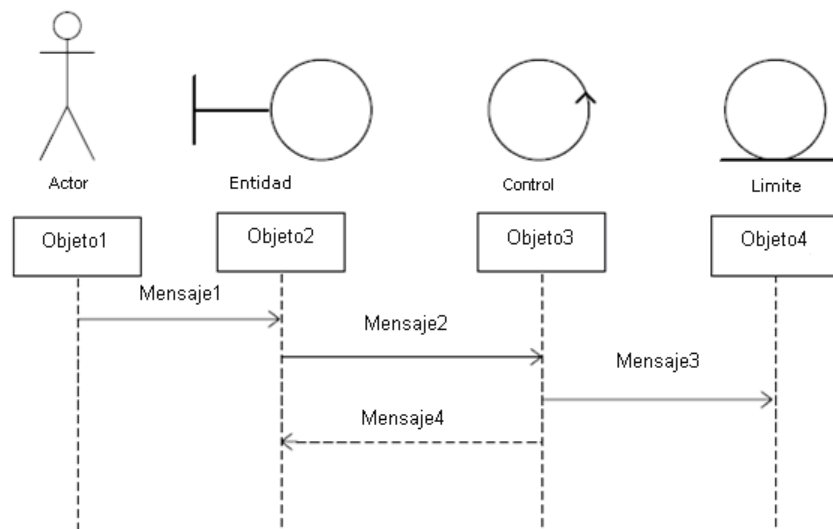 Actor
Entidad
Control
Limite
Objeto1
Objeto2
Objeto3
Objeto4
Mensaje1
Mensaje2
Mensaje3
Mensaje4